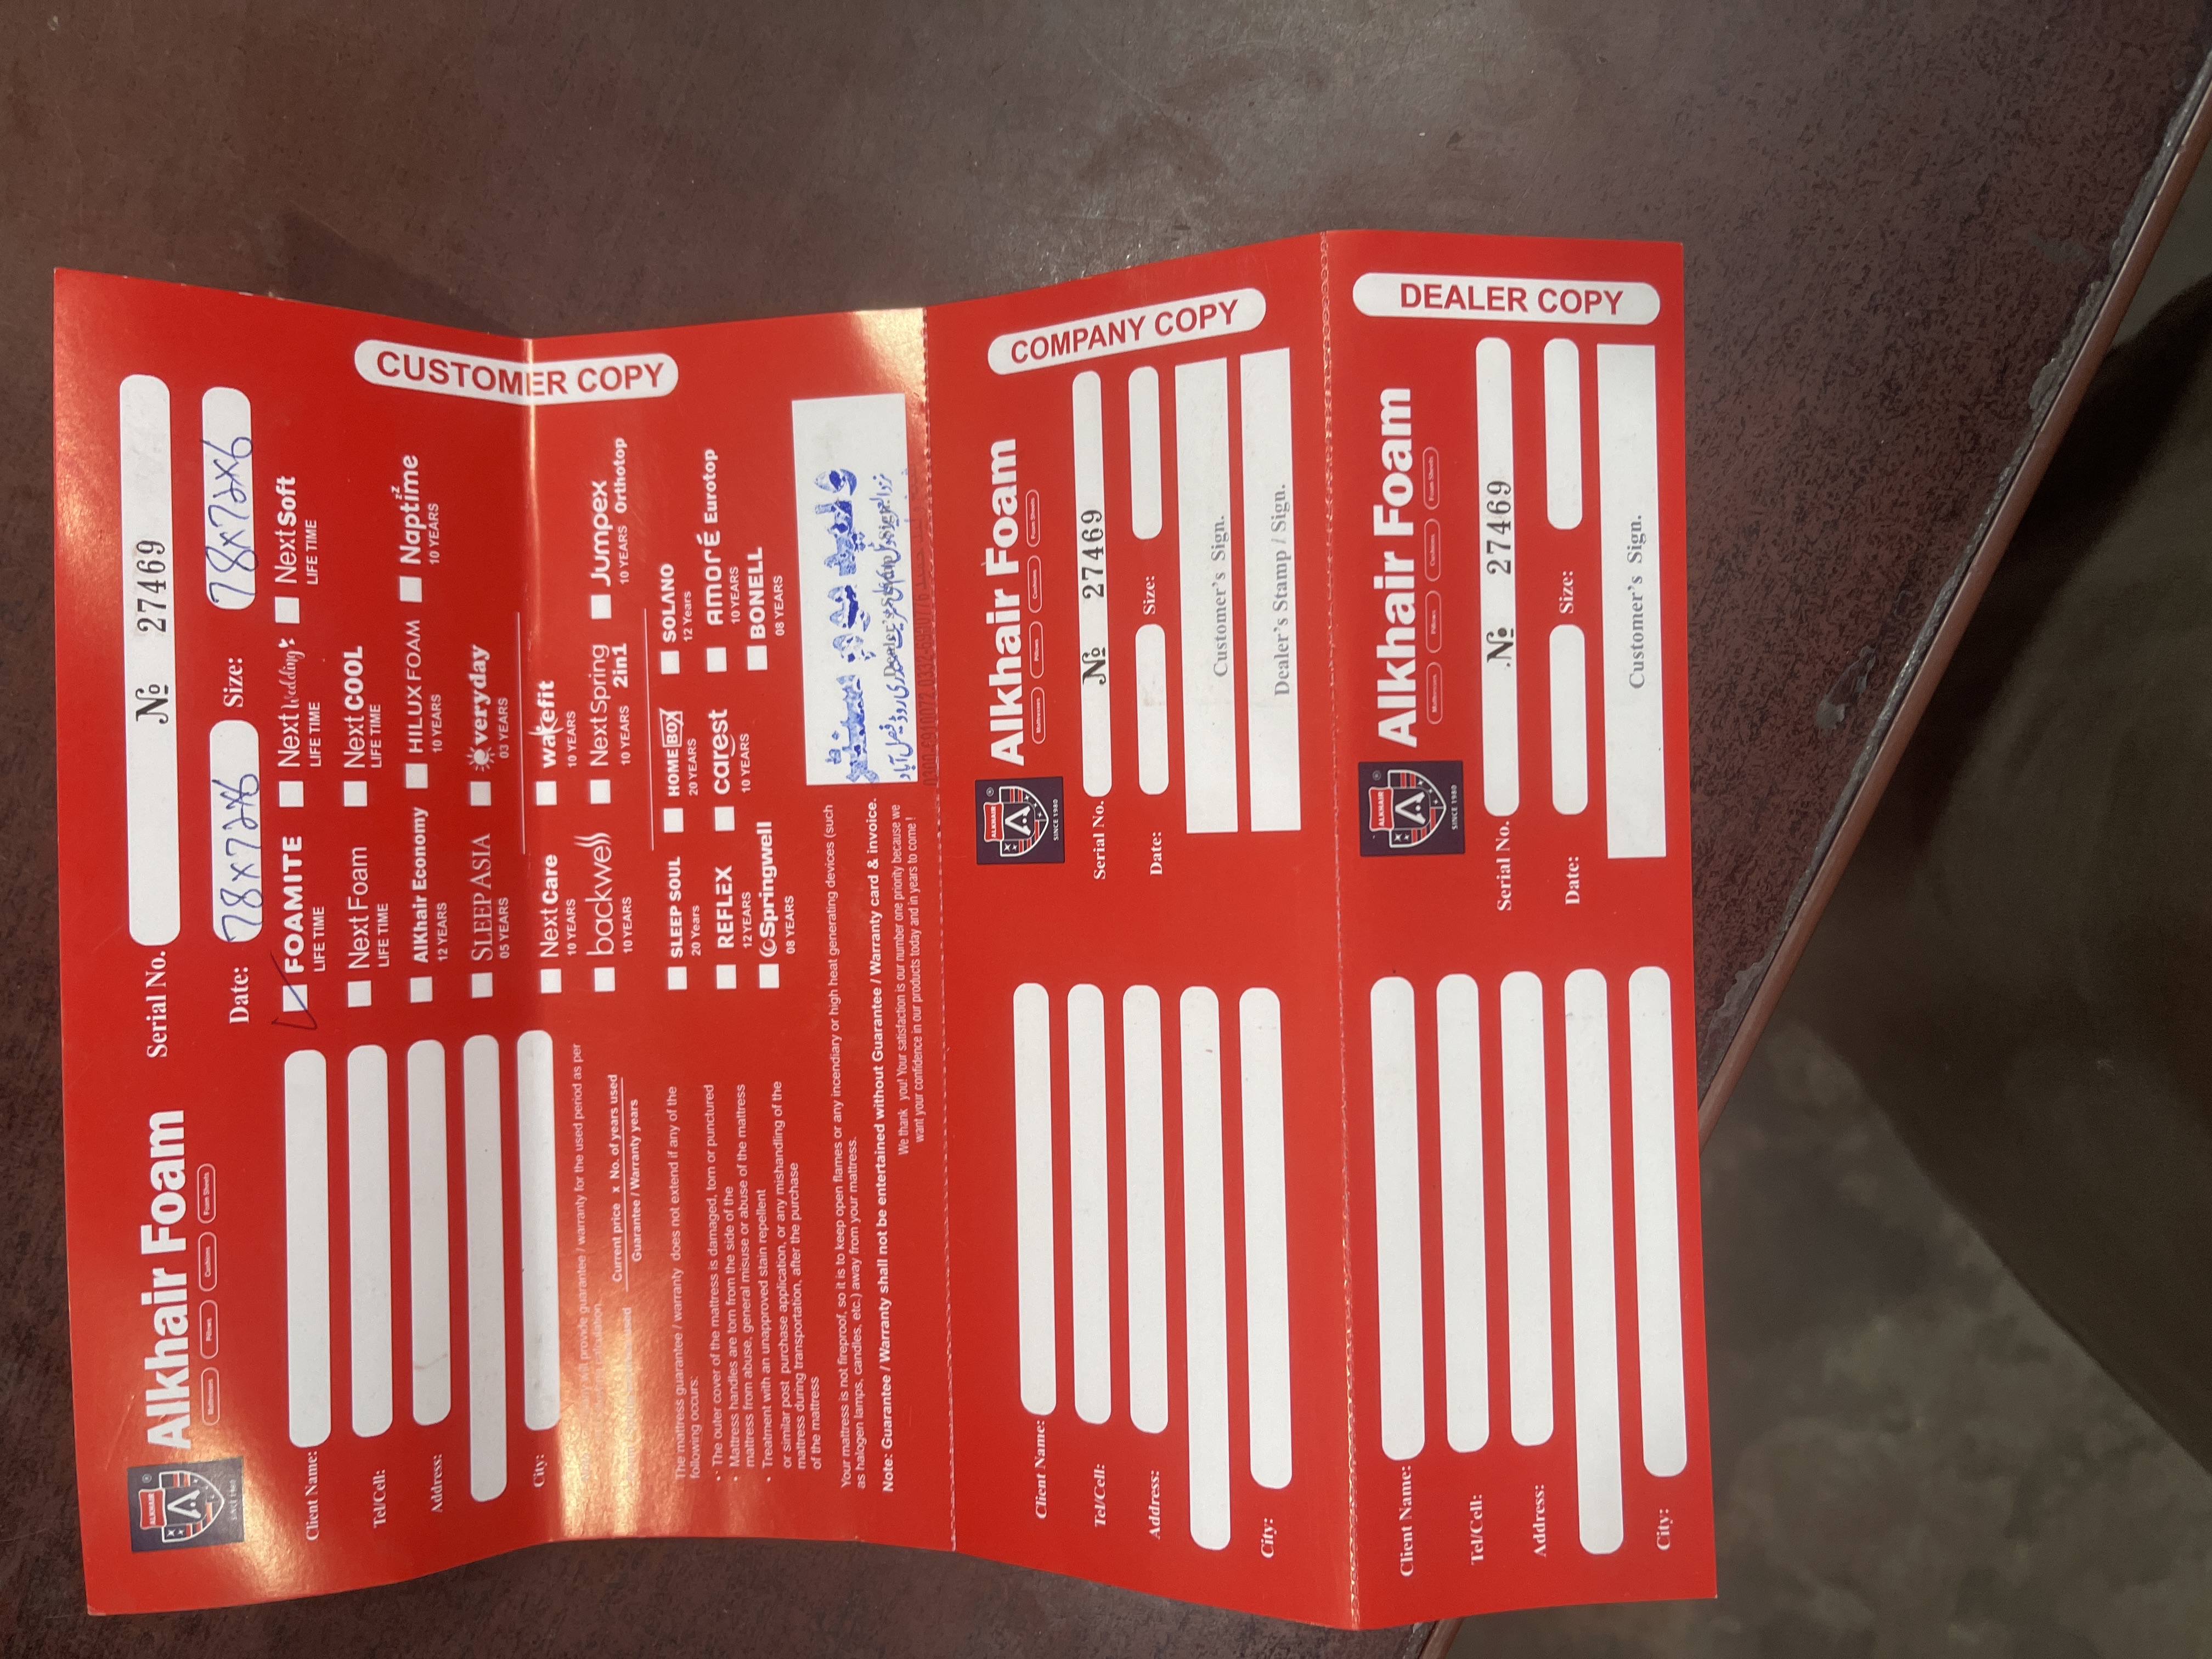 ALKHAIR
SINCE 1980
Alkhair Foam
Mattresses Pillows Cushions Foam Sheets
Serial No. № 27469
Date: 78x72x6 Size: 78x72x6
CUSTOMER COPY
Client Name:
Tel/Cell:
Address:
City:
FOAMITE
LIFE TIME
Next Wedding
LIFE TIME
Next Soft
LIFE TIME
Next Foam
LIFE TIME
Next COOL
LIFE TIME
Alkhair Economy
12 YEARS
HILUX FOAM
10 YEARS
Naptime
10 YEARS
SLEEP ASIA
05 YEARS
everyday
03 YEARS
Next Care
10 YEARS
wakefit
10 YEARS
backwell
10 YEARS
Next Spring 2in1
10 YEARS
Jumpex Orthotop
10 YEARS
SLEEP SOUL
20 Years
HOME BOX
20 YEARS
SOLANO
12 Years
REFLEX
12 YEARS
carest
10 YEARS
AMORÉ Eurotop
10 YEARS
Springwell
08 YEARS
BONELL
08 YEARS
provide guarantee / warranty for the used period as per
Current price x No. of years used
Guarantee / Warranty years
The mattress guarantee / warranty does not extend if any of the
following occurs:
• The outer cover of the mattress is damaged, torn or punctured
• Mattress handles are torn from the side of the
mattress from abuse, general misuse or abuse of the mattress
• Treatment with an unapproved stain repellent
or similar post purchase application, or any mishandling of the
mattress during transportation, after the purchase
of the mattress
Your mattress is not fireproof, so it is to keep open flames or any incendiary or high heat generating devices (such
as halogen lamps, candles, etc.) away from your mattress.
Note: Guarantee / Warranty shall not be entertained without Guarantee / Warranty card & invoice.
We thank you! Your satisfaction is our number one priority because we
want your confidence in our products today and in years to come!
ALKHAIR
SINCE 1980
Alkhair Foam
Mattresses Pillows Cushions Foam Sheets
COMPANY COPY
Client Name:
Tel/Cell:
Address:
City:
Serial No. № 27469
Date: Size:
Customer's Sign.
Dealer's Stamp / Sign.
ALKHAIR
SINCE 1980
Alkhair Foam
Mattresses Pillows Cushions Foam Sheets
DEALER COPY
Client Name:
Tel/Cell:
Address:
City:
Serial No. № 27469
Date: Size:
Customer's Sign.